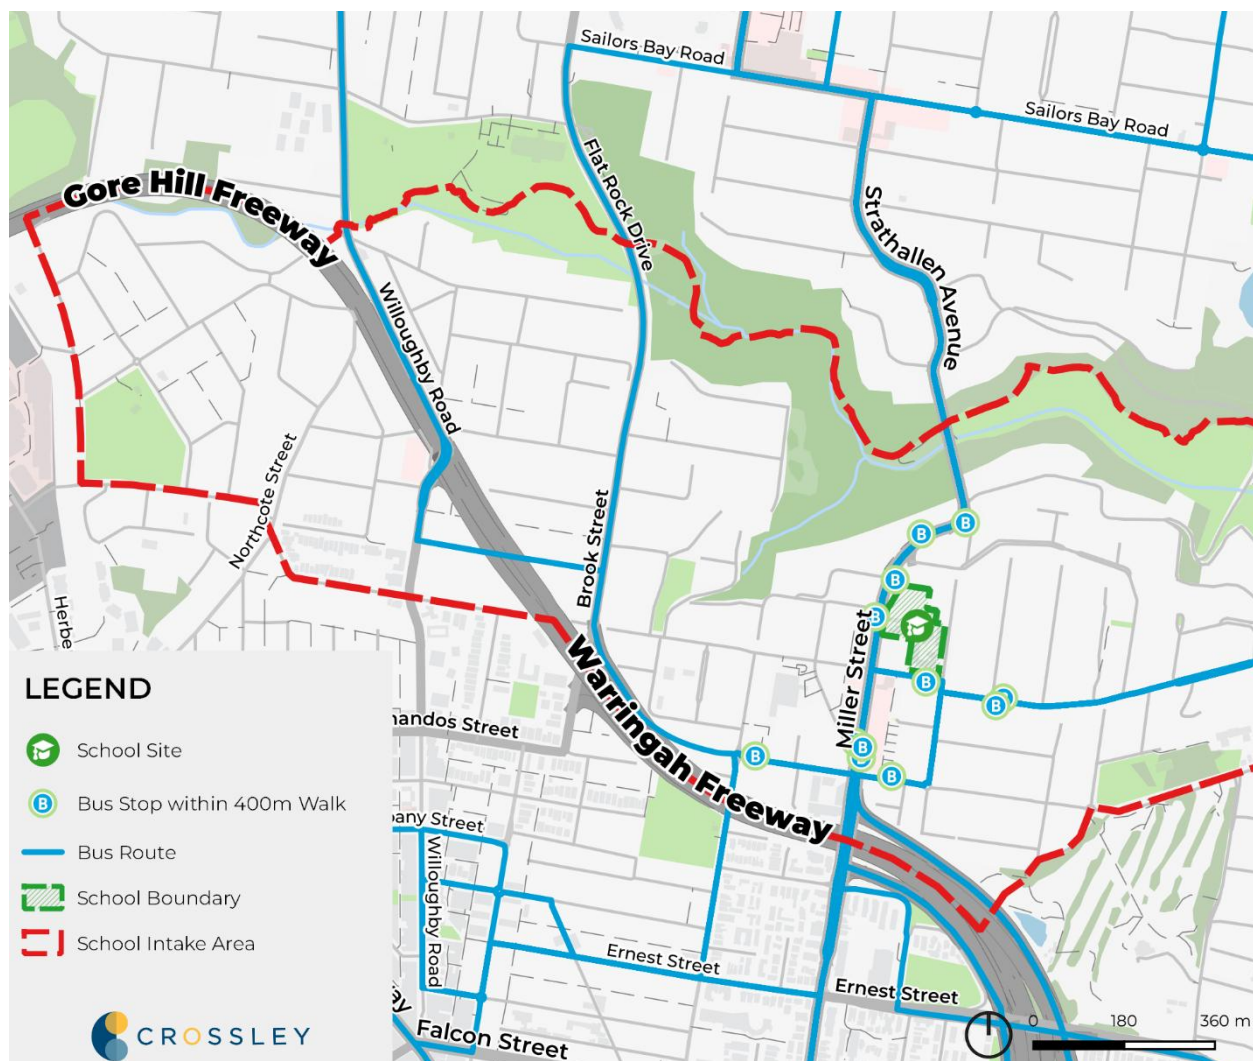 Sailors Bay Road
Sailors Bay Road
Gore Hill Freeway
Flat Rock Drive
Strathallen Avenue
Willoughby Road
Northcote Street
Brook Street
Herbe
Miller Street
Warringah Freeway
nandos Street
pany Street
Willoughby Road
Ernest Street
Ernest Street
Falcon Street
LEGEND
School Site
B Bus Stop within 400m Walk
Bus Route
School Boundary
School Intake Area
CROSSLEY
B
B
B
B
B
B
B
B
B
0 180 360 m